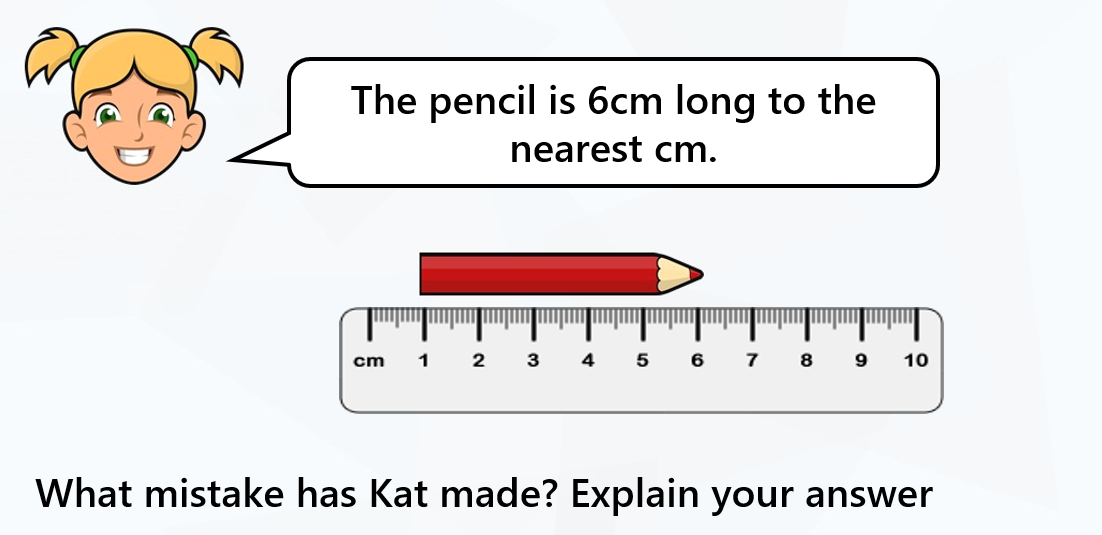 The pencil is 6cm long to the
nearest cm.
cm 1 2 3 4 5 6 7 8 9 10
What mistake has Kat made? Explain your answer